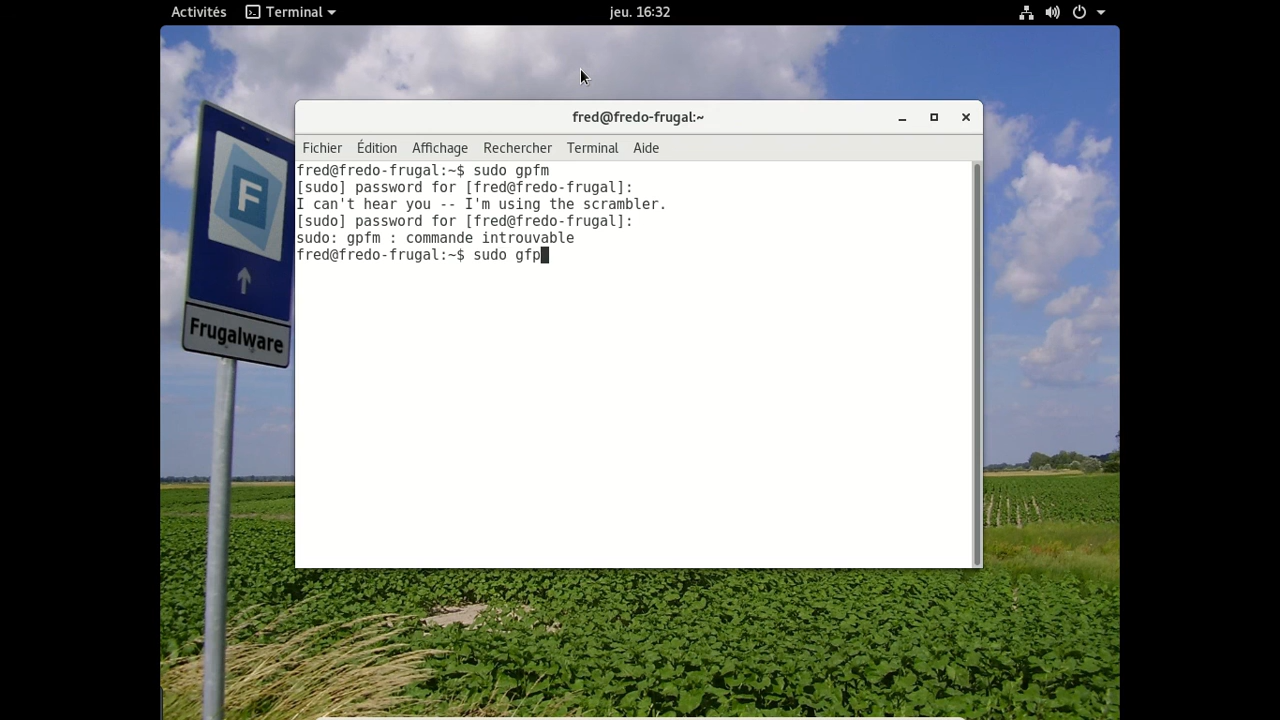 Activités
Terminal
jeu. 16:32
fred@fredo-frugal:~
Fichier Édition Affichage Rechercher Terminal Aide
fred@fredo-frugal:~$ sudo gpfm
[sudo] password for [fred@fredo-frugal]:
I can't hear you -- I'm using the scrambler.
[sudo] password for [fred@fredo-frugal]:
sudo: gpfm : commande introuvable
fred@fredo-frugal:~$ sudo gfp
F
Frugalware